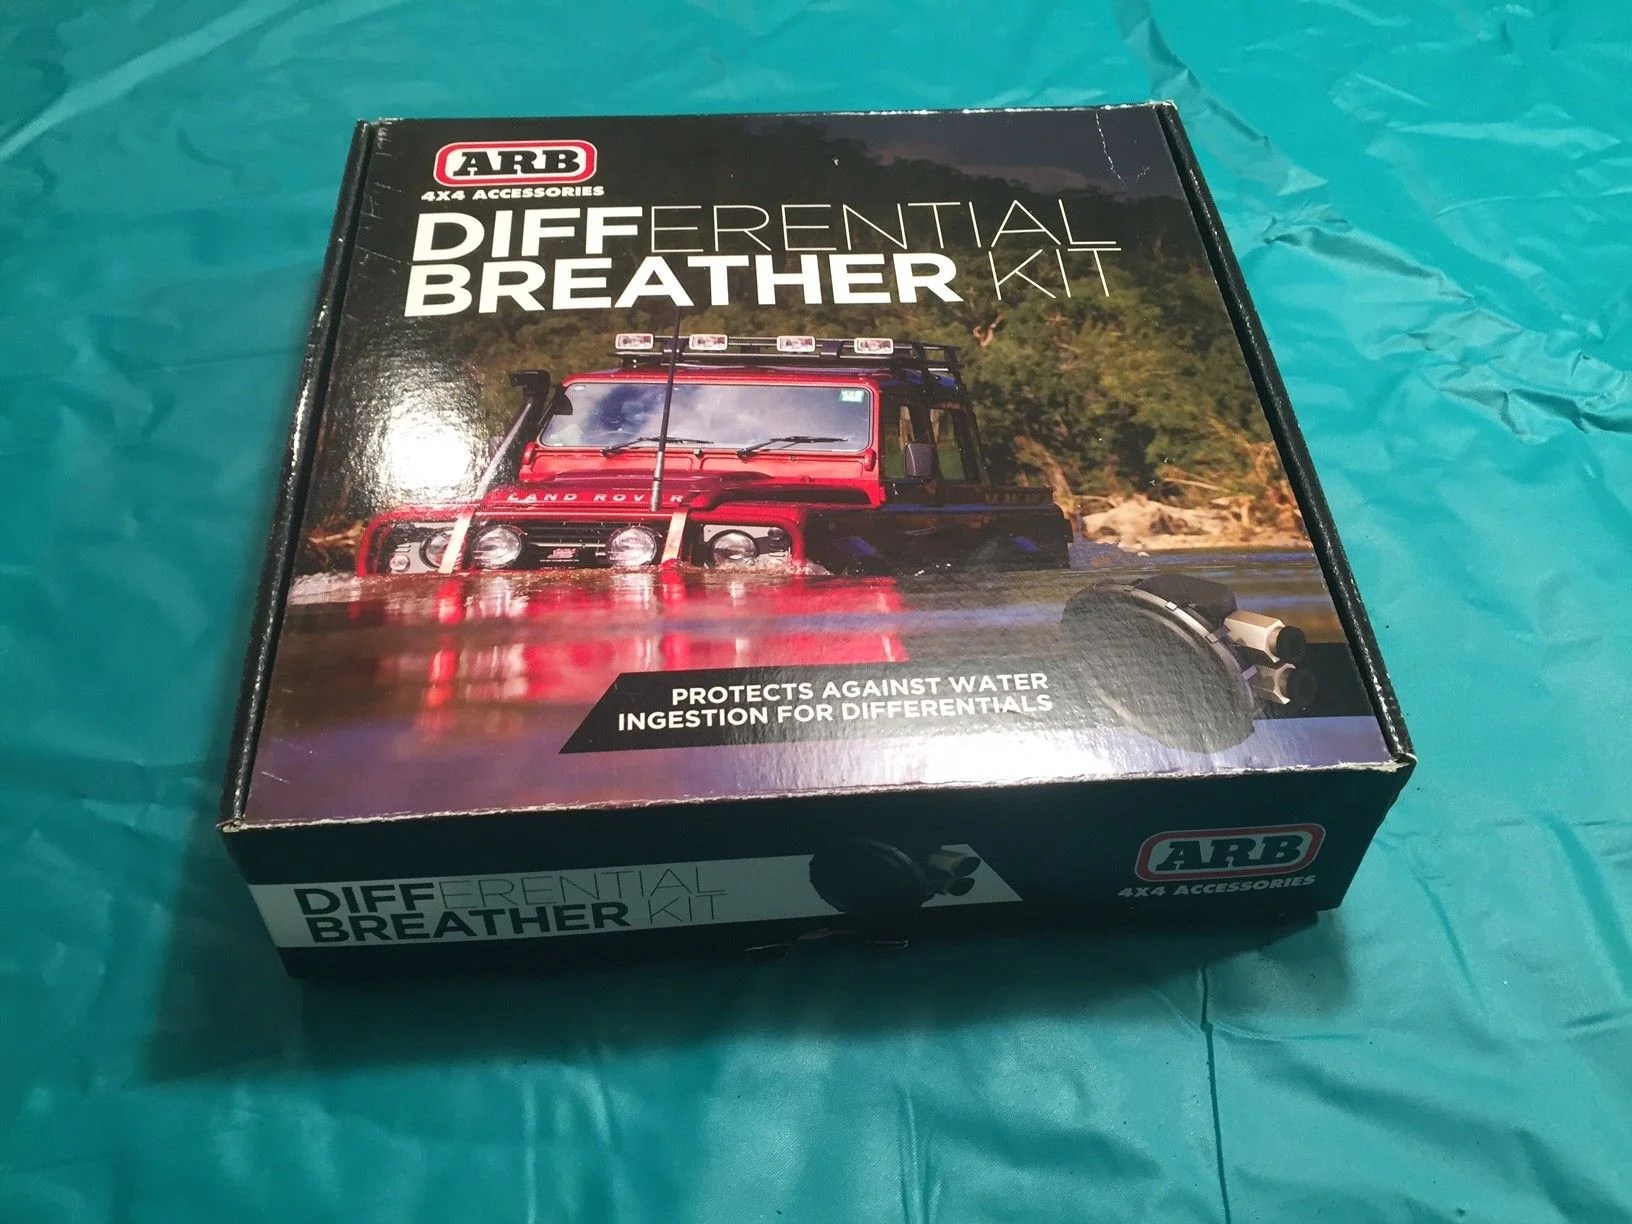 ARB
4X4 ACCESSORIES
DIFFERENTIAL
BREATHER KIT
LAND ROVER
PROTECTS AGAINST WATER
INGESTION FOR DIFFERENTIALS
DIFFERENTIAL
BREATHER KIT
ARB
4X4 ACCESSORIES